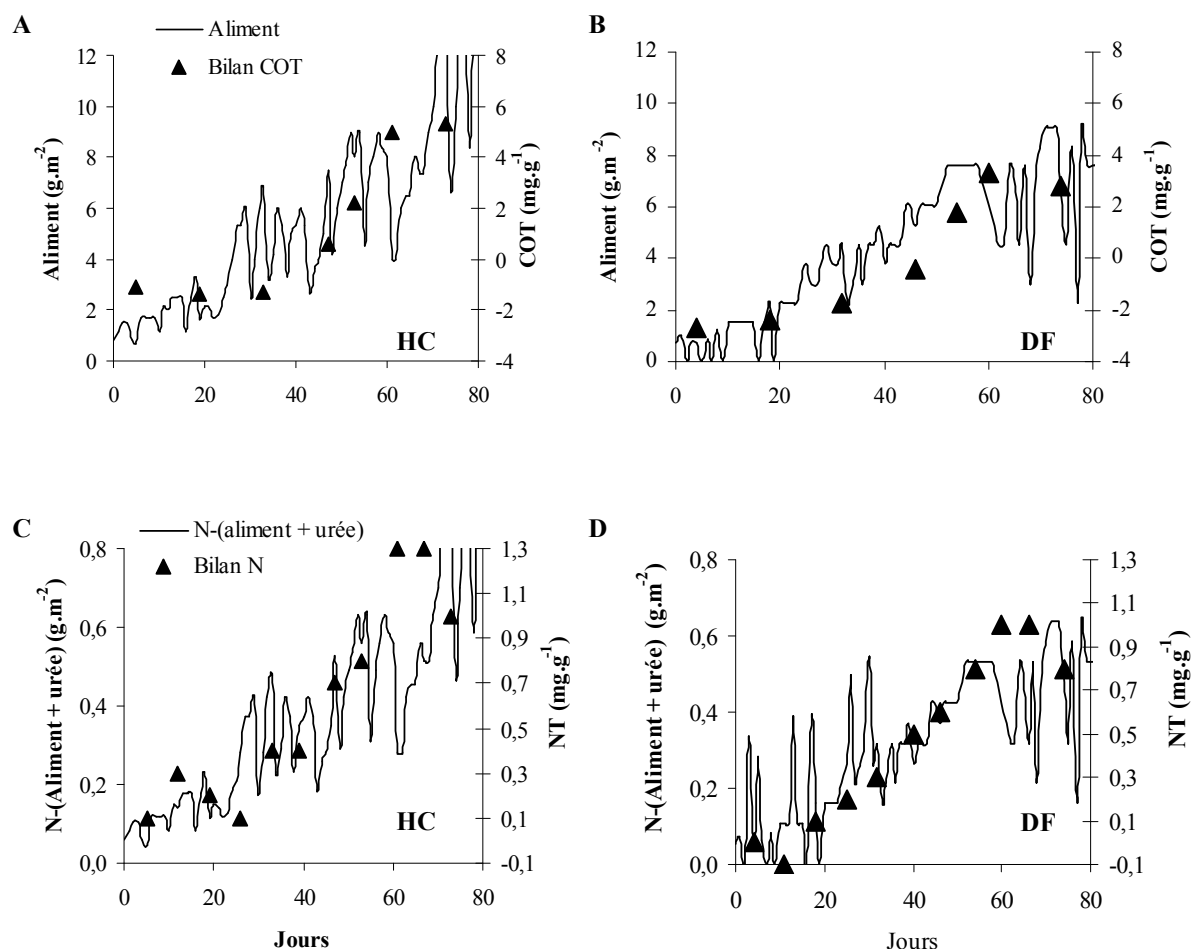 A
Aliment
Bilan COT
12
10
8
6
4
2
0
Aliment (g.m-2)
8
6
4
2
0
-2
-4
COT (mg.g-1)
HC
0 20 40 60 80
B
12
10
8
6
4
2
0
Aliment (g.m-2)
8
6
4
2
0
-2
-4
COT (mg.g-1)
DF
0 20 40 60 80
C
N-(aliment + urée)
Bilan N
0,8
0,6
0,4
0,2
0,0
N-(Aliment + urée) (g.m-2)
1,3
1,1
0,9
0,7
0,5
0,3
0,1
-0,1
NT (mg.g-1)
HC
0 20 40 60 80
Jours
D
0,8
0,6
0,4
0,2
0,0
N-(Aliment + urée) (g.m-2)
1,3
1,1
0,9
0,7
0,5
0,3
0,1
-0,1
NT (mg.g-1)
DF
0 20 40 60 80
Jours